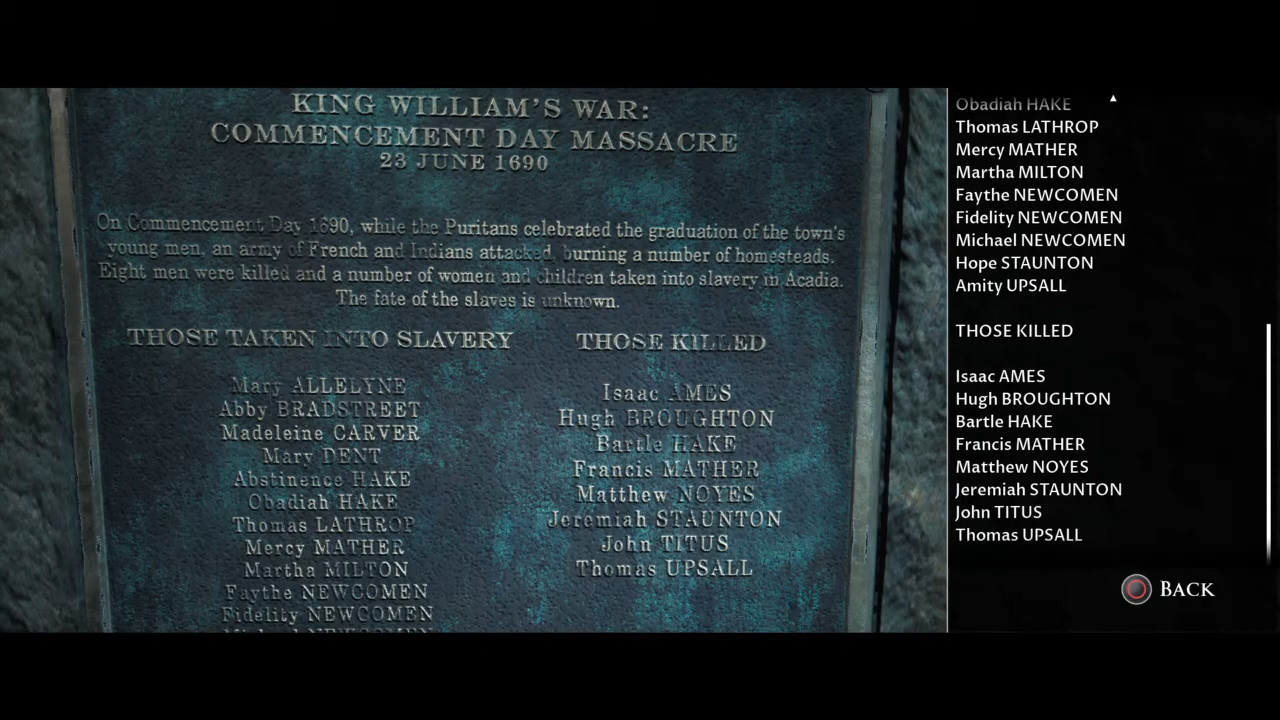 KING WILLIAM'S WAR:
COMMENCEMENT DAY MASSACRE
23 JUNE 1690
On Commencement Day 1690, while the Puritans celebrated the graduation of the town's
young men, an army of French and Indians attacked, burning a number of homesteads.
Eight men were killed and a number of women and children taken into slavery in Acadia.
The fate of the slaves is unknown.
THOSE TAKEN INTO SLAVERY
Mary ALLELYNE
Abby BRADSTREET
Madeleine CARVER
Mary DENT
Abstinence HAKE
Obadiah HAKE
Thomas LATHROP
Mercy MATHER
Martha MILTON
Faythe NEWCOMEN
Fidelity NEWCOMEN
Michael NEWCOMEN
THOSE KILLED
Isaac AMES
Hugh BROUGHTON
Bartle HAKE
Francis MATHER
Matthew NOYES
Jeremiah STAUNTON
John TITUS
Thomas UPSALL
Obadiah HAKE
Thomas LATHROP
Mercy MATHER
Martha MILTON
Faythe NEWCOMEN
Fidelity NEWCOMEN
Michael NEWCOMEN
Hope STAUNTON
Amity UPSALL
THOSE KILLED
Isaac AMES
Hugh BROUGHTON
Bartle HAKE
Francis MATHER
Matthew NOYES
Jeremiah STAUNTON
John TITUS
Thomas UPSALL
BACK